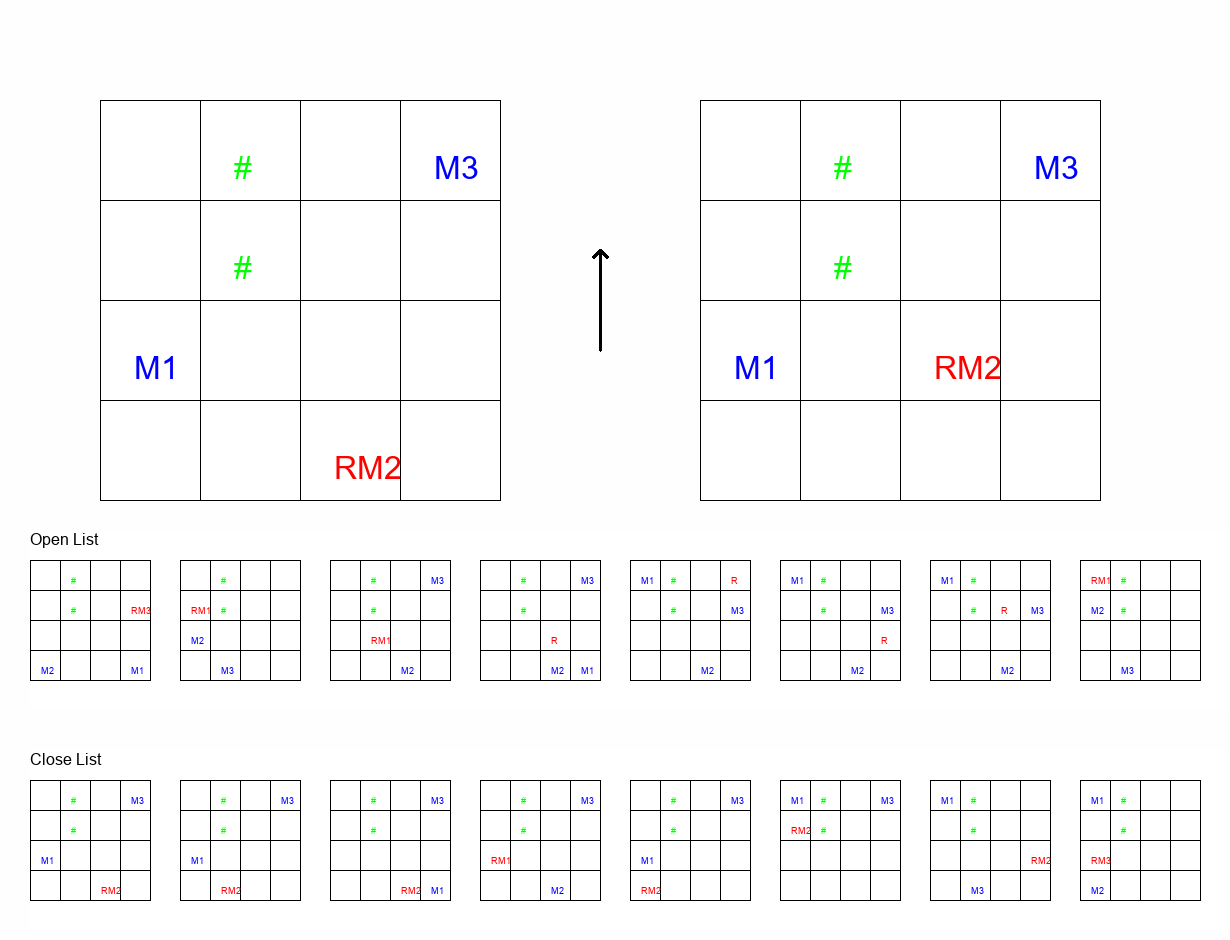 # M3 # M3
# #
M1 M1 RM2
RM2
Open List
# # # M3 # M3 M1 # R M1 # M1 # RM1 #
# RM3 RM1 # # # # M3 # M3 # R M3 M2 #
M2 RM1 R R
M2 M1 M3 M2 M2 M1 M2 M2 M2 M3
Close List
# M3 # M3 # M3 # M3 # M3 M1 # M3 M1 # M1 #
# # # # # RM2 # # #
M1 M1 RM1 M1 RM2 RM3
RM2 RM2 RM2 M1 M2 RM2 M3 M2